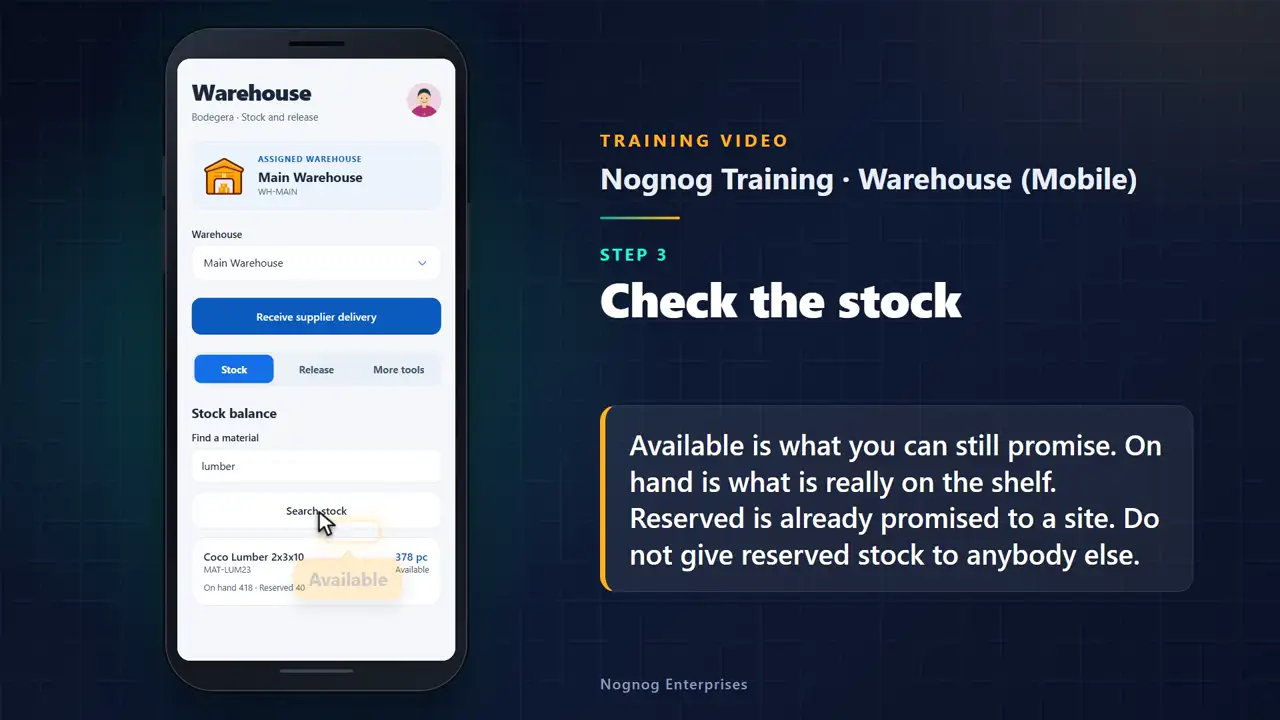 Warehouse
Bodegera · Stock and release
ASSIGNED WAREHOUSE
Main Warehouse
WH-MAIN
Warehouse
Main Warehouse
Receive supplier delivery
Stock
Release
More tools
Stock balance
Find a material
lumber
Search stock
Coco Lumber 2x3x10
378 pc
MAT-LUM23
Available
On hand 418 · Reserved 40
Available
TRAINING VIDEO
Nognog Training · Warehouse (Mobile)
STEP 3
Check the stock
Available is what you can still promise. On
hand is what is really on the shelf.
Reserved is already promised to a site. Do
not give reserved stock to anybody else.
Nognog Enterprises